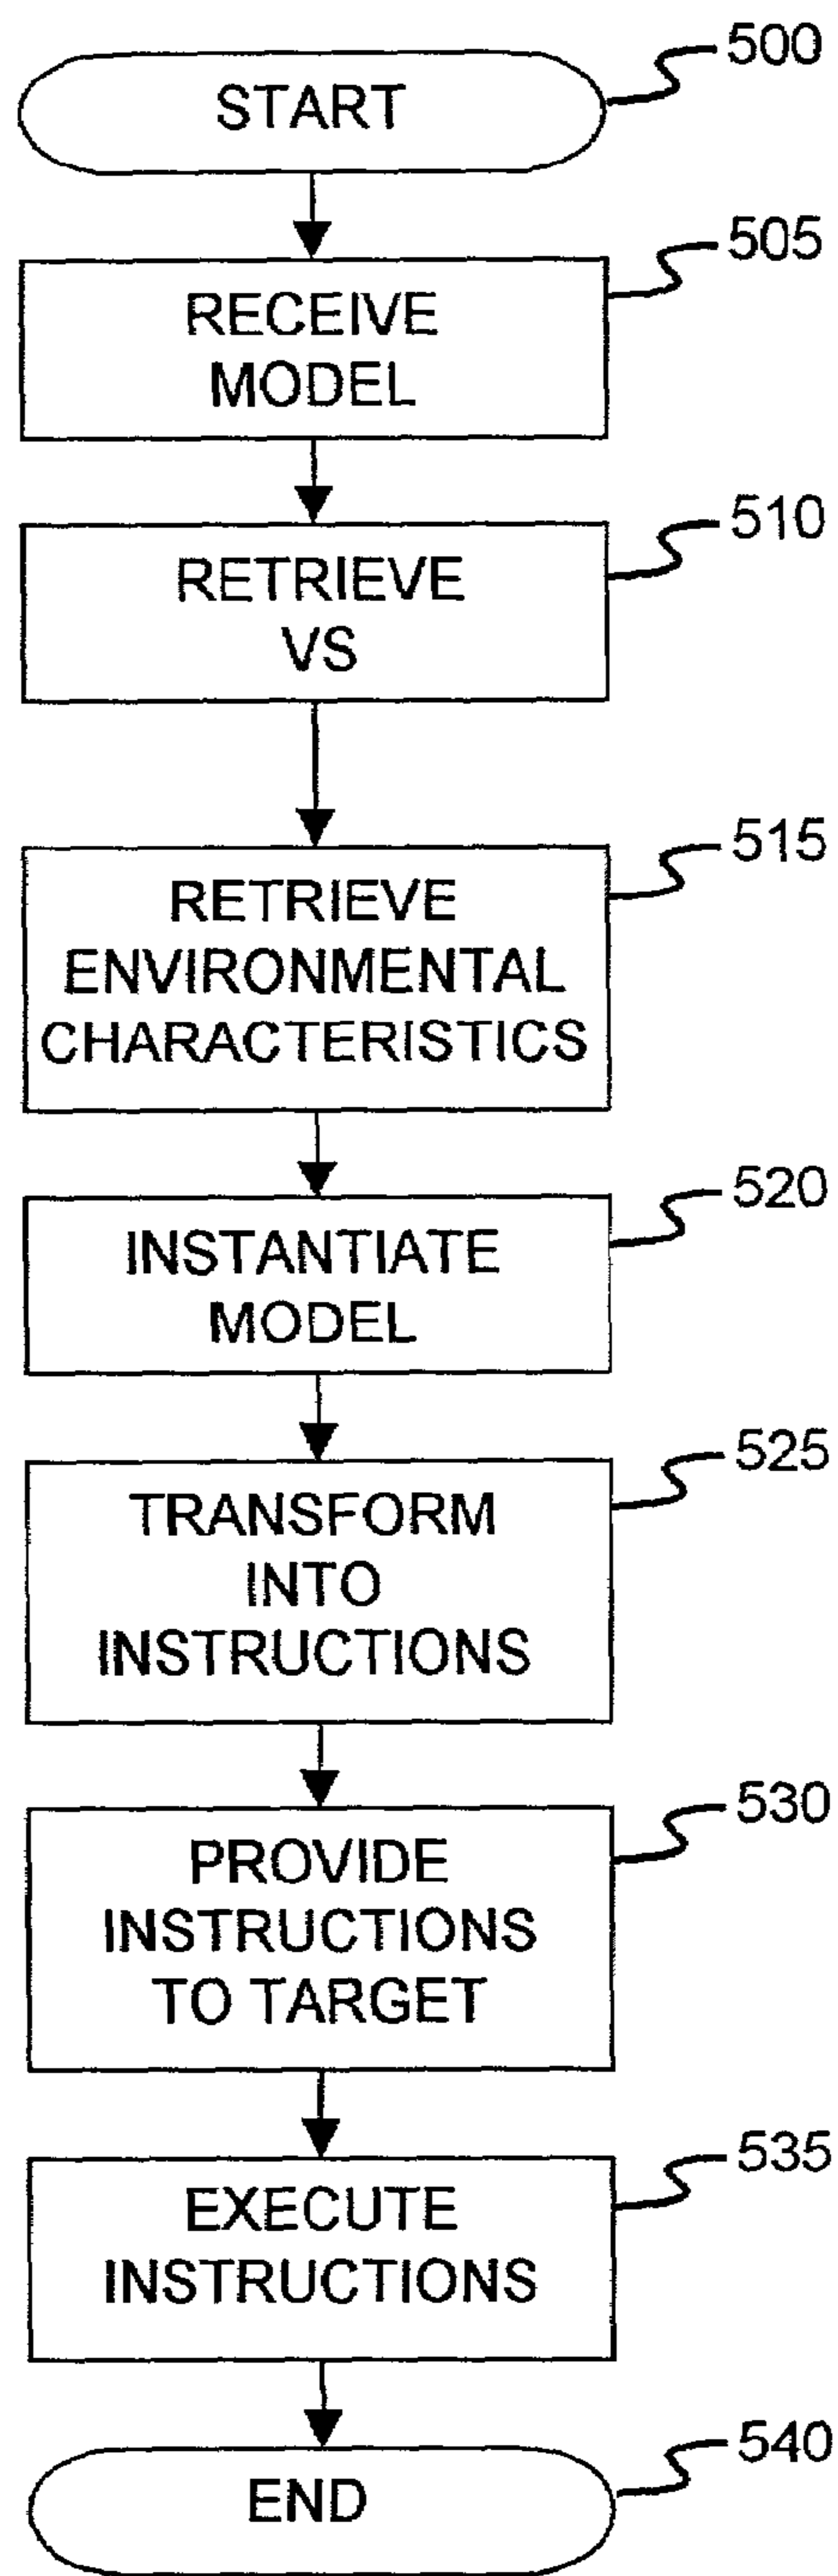 500
START
505
RECEIVE
MODEL
510
RETRIEVE
VS
515
RETRIEVE
ENVIRONMENTAL
CHARACTERISTICS
520
INSTANTIATE
MODEL
525
TRANSFORM
INTO
INSTRUCTIONS
530
PROVIDE
INSTRUCTIONS
TO TARGET
535
EXECUTE
INSTRUCTIONS
540
END